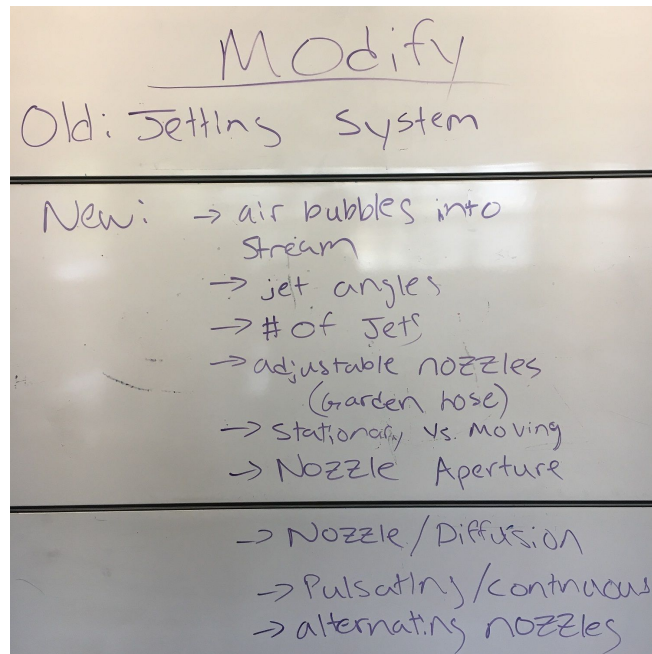 Modify
Old: Jetting System
New: → air bubbles into
stream
→ jet angles
→ # of Jets
→ adjustable nozzles
(Garden hose)
→ Stationary vs. Moving
→ Nozzle Aperture
→ Nozzle/Diffusion
→ Pulsating/continuous
→ alternating nozzles